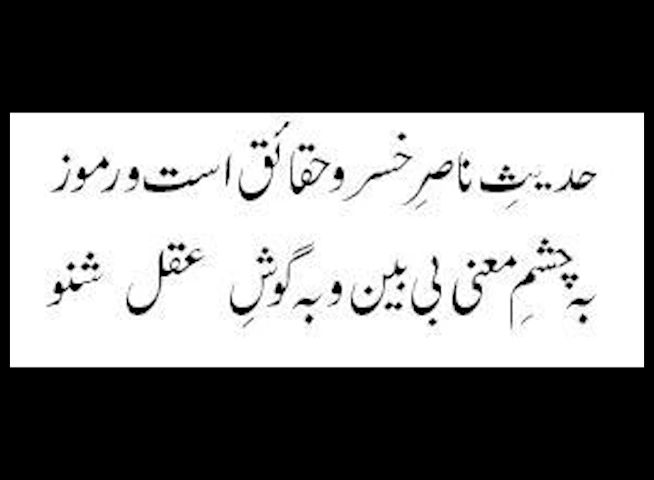 حدیثِ ناصرِ خسرو حقائق است و رموز
به چشمِ معنی بی بین و به گوشِ عقل شنو